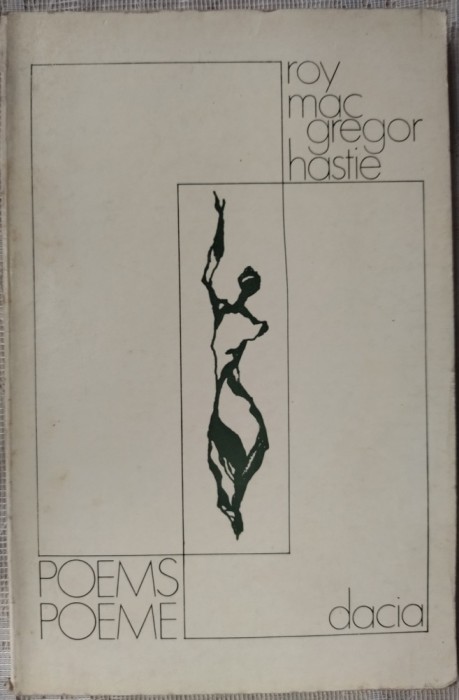 roy
mac
gregor
hastie
POEMS
POEME
dacia